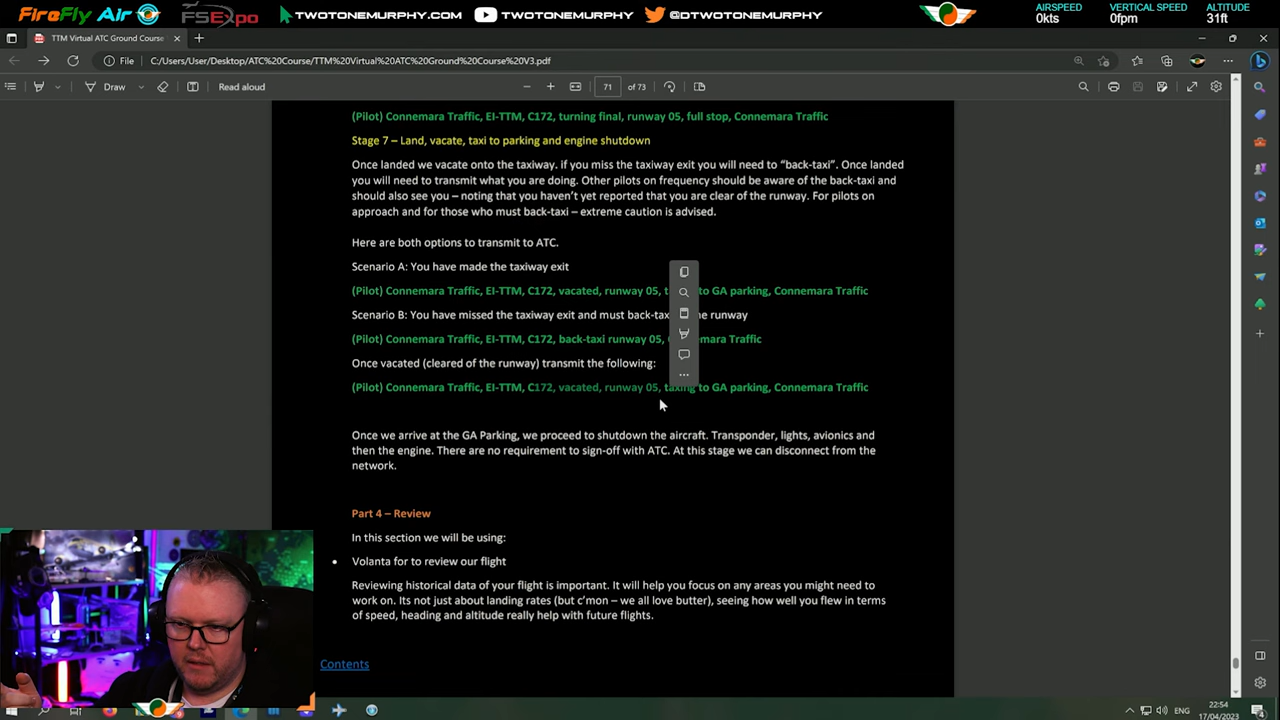 FireFly Air
FSExpo
TWOTONEMURPHY.COM
TWOTONEMURPHY
@DTWOTONEMURPHY
AIRSPEED
0kts
VERTICAL SPEED
0fpm
ALTITUDE
31ft
TTM Virtual ATC Ground Course
File
C:/Users/User/Desktop/ATC%20Course/TTM%20Virtual%20ATC%20Ground%20Course%20V3.pdf
Draw
Read aloud
71
of 73
(Pilot) Connemara Traffic, EI-TTM, C172, turning final, runway 05, full stop, Connemara Traffic
Stage 7 – Land, vacate, taxi to parking and engine shutdown
Once landed we vacate onto the taxiway. if you miss the taxiway exit you will need to “back-taxi”. Once landed
you will need to transmit what you are doing. Other pilots on frequency should be aware of the back-taxi and
should also see you – noting that you haven’t yet reported that you are clear of the runway. For pilots on
approach and for those who must back-taxi – extreme caution is advised.
Here are both options to transmit to ATC.
Scenario A: You have made the taxiway exit
(Pilot) Connemara Traffic, EI-TTM, C172, vacated, runway 05, to GA parking, Connemara Traffic
Scenario B: You have missed the taxiway exit and must back-tax runway
(Pilot) Connemara Traffic, EI-TTM, C172, back-taxi runway 05, emara Traffic
Once vacated (cleared of the runway) transmit the following:
(Pilot) Connemara Traffic, EI-TTM, C172, vacated, runway 05, taxing to GA parking, Connemara Traffic
Once we arrive at the GA Parking, we proceed to shutdown the aircraft. Transponder, lights, avionics and
then the engine. There are no requirement to sign-off with ATC. At this stage we can disconnect from the
network.
Part 4 – Review
In this section we will be using:
• Volanta for to review our flight
Reviewing historical data of your flight is important. It will help you focus on any areas you might need to
work on. Its not just about landing rates (but c’mon – we all love butter), seeing how well you flew in terms
of speed, heading and altitude really help with future flights.
Contents
ENG
22:54
17/04/2023